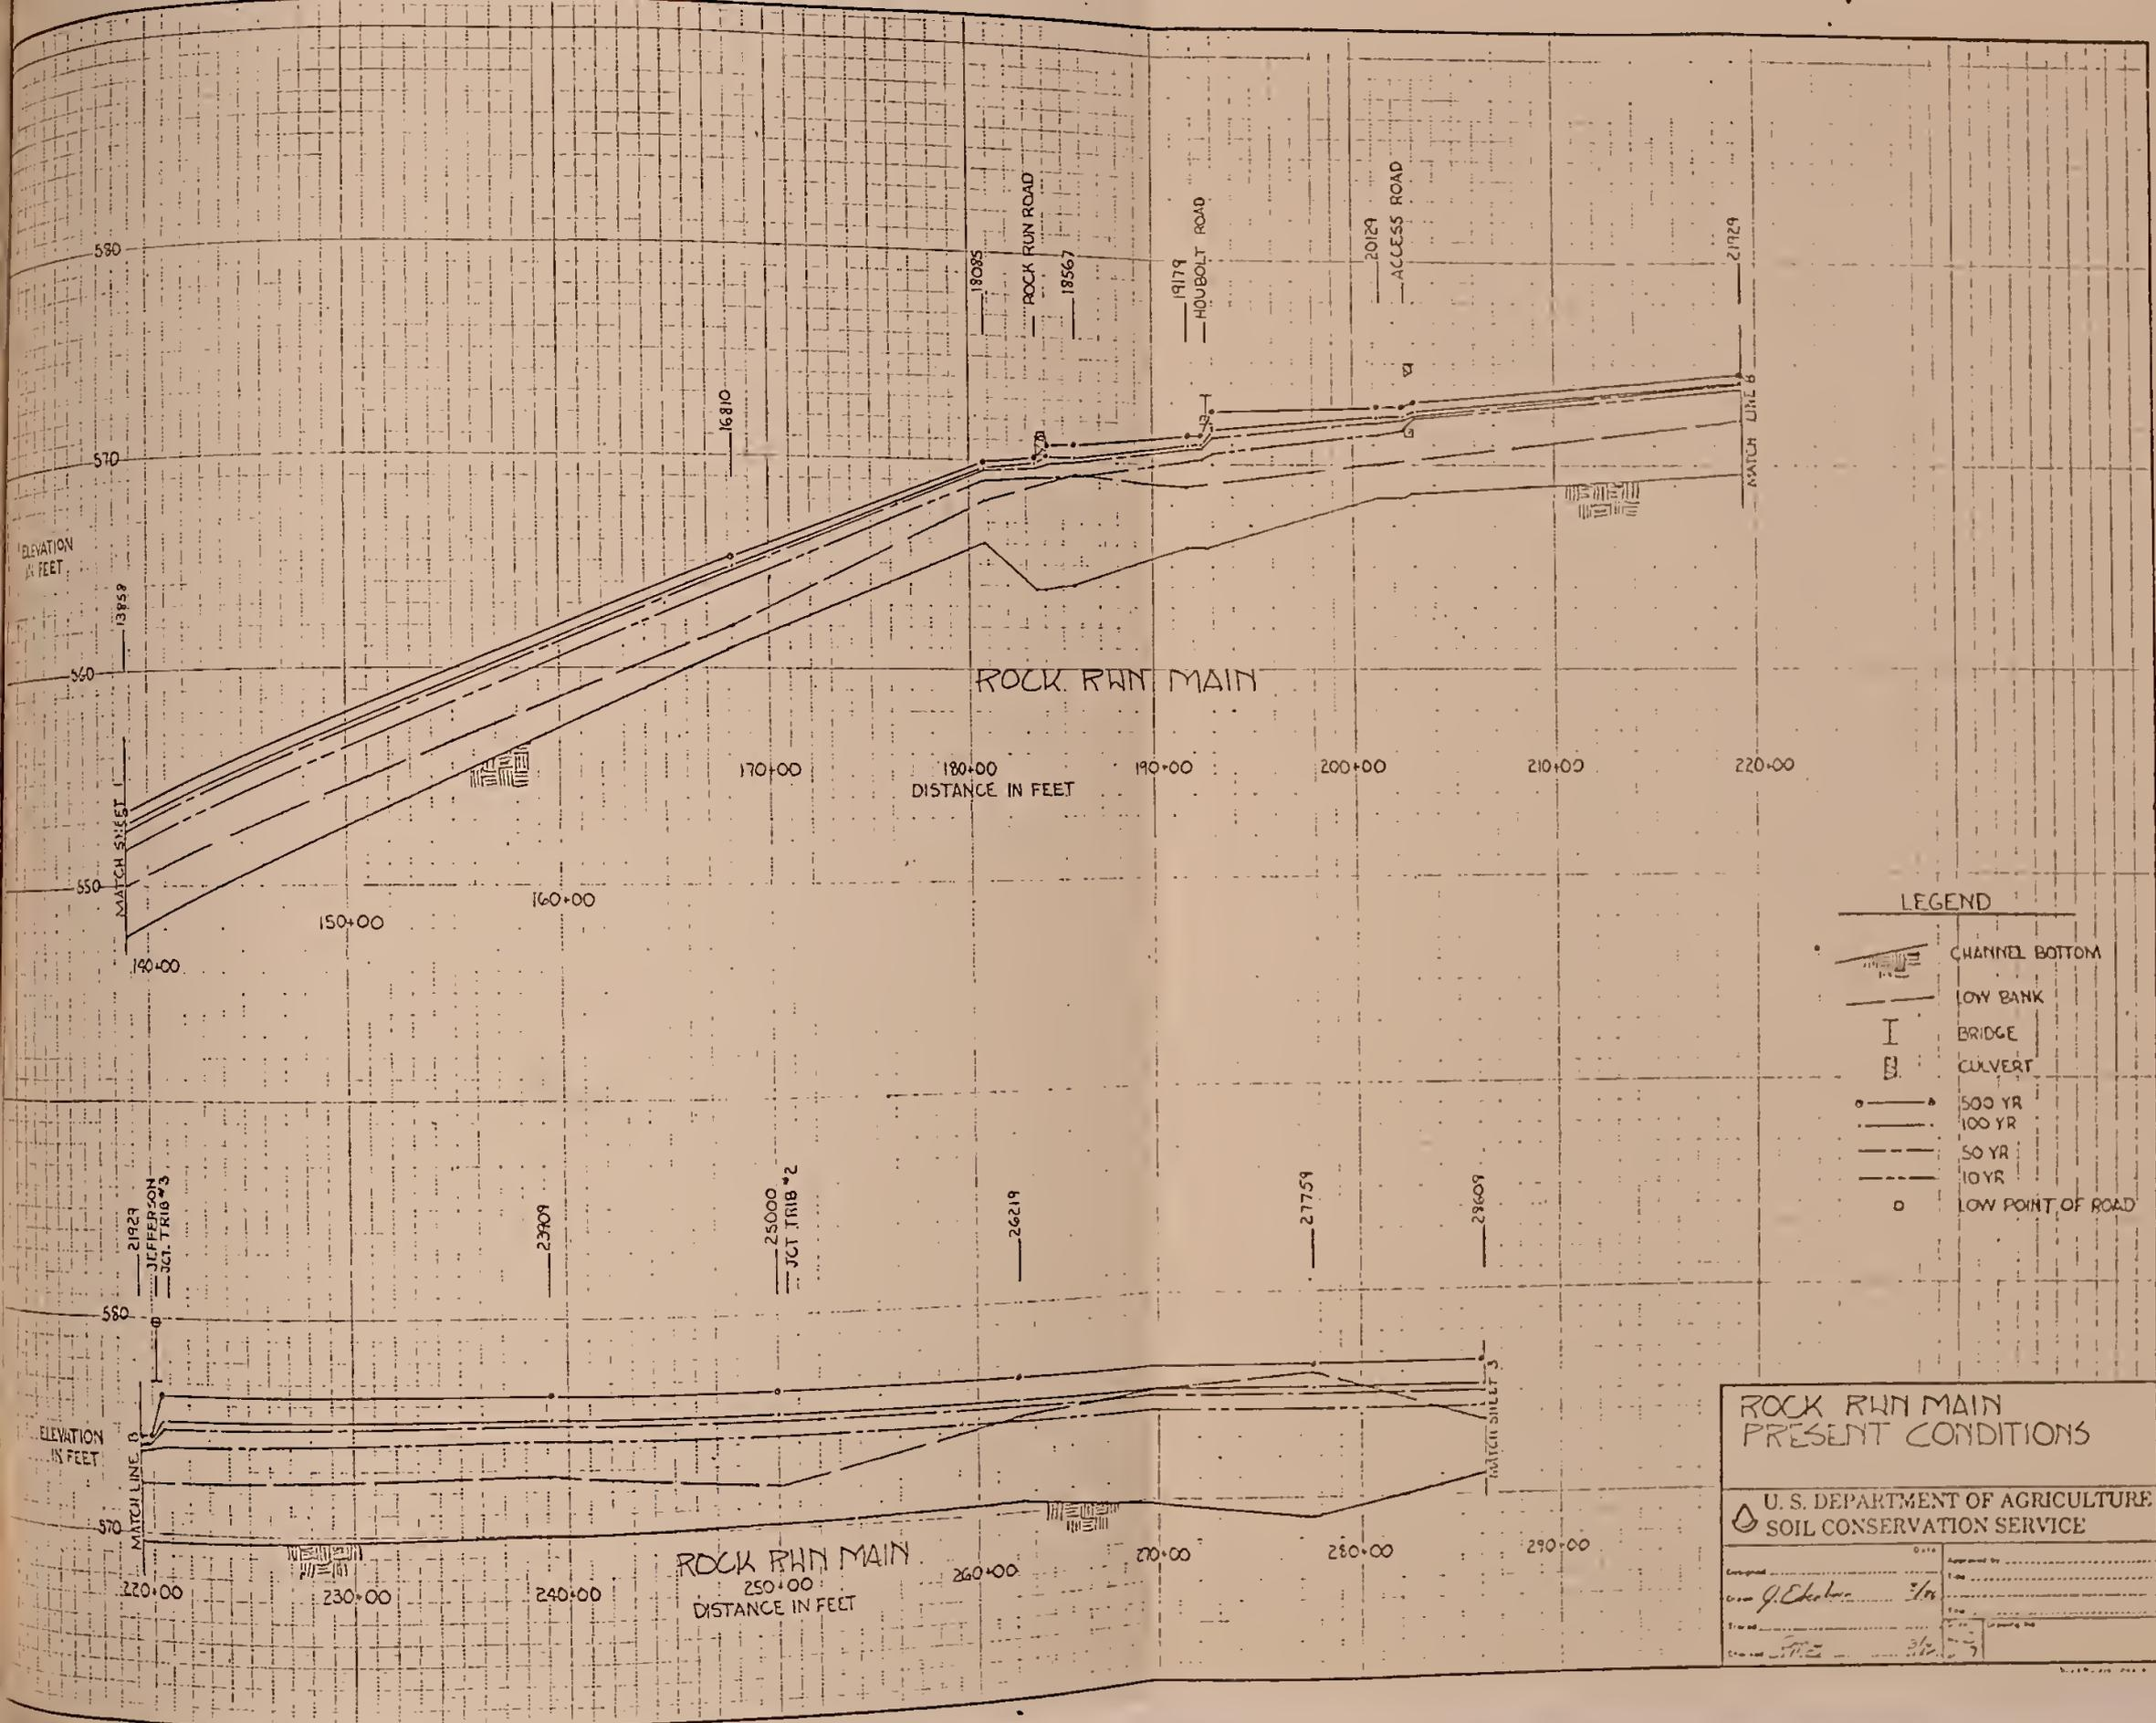 580
570
560
550
ELEVATION
IN FEET
13858
16810
18085
ROCK RUN ROAD
18567
19179
HOUBOLT ROAD
20129
ACCESS ROAD
21929
MATCH SHEET 1
MATCH LINE B
ROCK RUN MAIN
140+00
150+00
160+00
170+00
180+00
190+00
200+00
210+00
220+00
DISTANCE IN FEET
LEGEND
CHANNEL BOTTOM
LOW BANK
BRIDGE
CULVERT
500 YR
100 YR
50 YR
10 YR
LOW POINT OF ROAD
21929
JEFFERSON
JCT. TRIB #3
23909
25000
JCT TRIB #2
26219
27759
28609
580
570
ELEVATION
IN FEET
MATCH LINE B
MATCH SHEET 3
220+00
230+00
240+00
250+00
260+00
270+00
280+00
290+00
ROCK RUN MAIN
DISTANCE IN FEET
ROCK RUN MAIN
PRESENT CONDITIONS
U. S. DEPARTMENT OF AGRICULTURE
SOIL CONSERVATION SERVICE
Date
Approved by